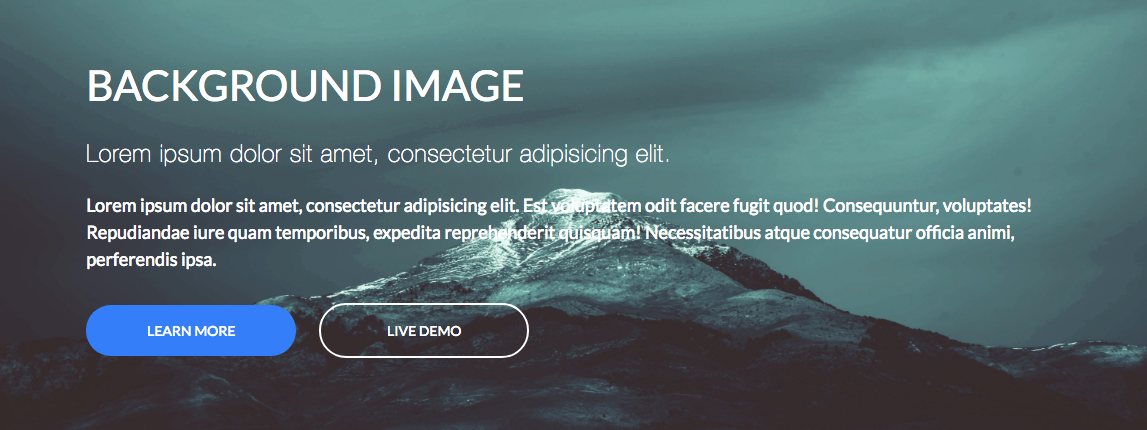 BACKGROUND IMAGE
Lorem ipsum dolor sit amet, consectetur adipisicing elit.
Lorem ipsum dolor sit amet, consectetur adipisicing elit. Est voluptatem odit facere fugit quod! Consequuntur, voluptates!
Repudiandae iure quam temporibus, expedita reprehenderit quisquam! Necessitatibus atque consequatur officia animi,
perferendis ipsa.
LEARN MORE
LIVE DEMO